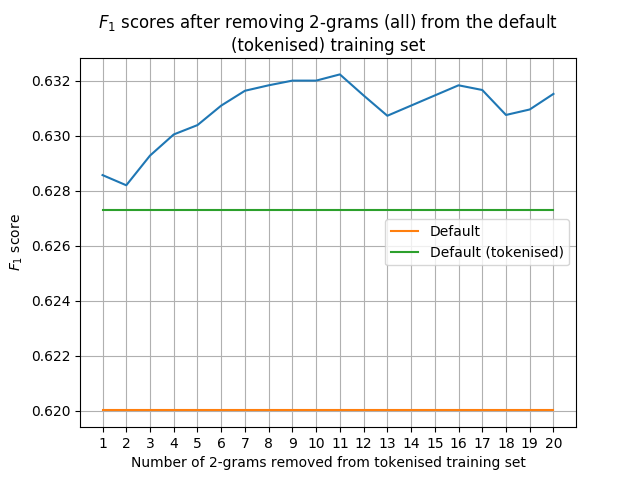 F1 scores after removing 2-grams (all) from the default
(tokenised) training set
F1 score
0.632
0.630
0.628
0.626
0.624
0.622
0.620
Default
Default (tokenised)
1 2 3 4 5 6 7 8 9 10 11 12 13 14 15 16 17 18 19 20
Number of 2-grams removed from tokenised training set